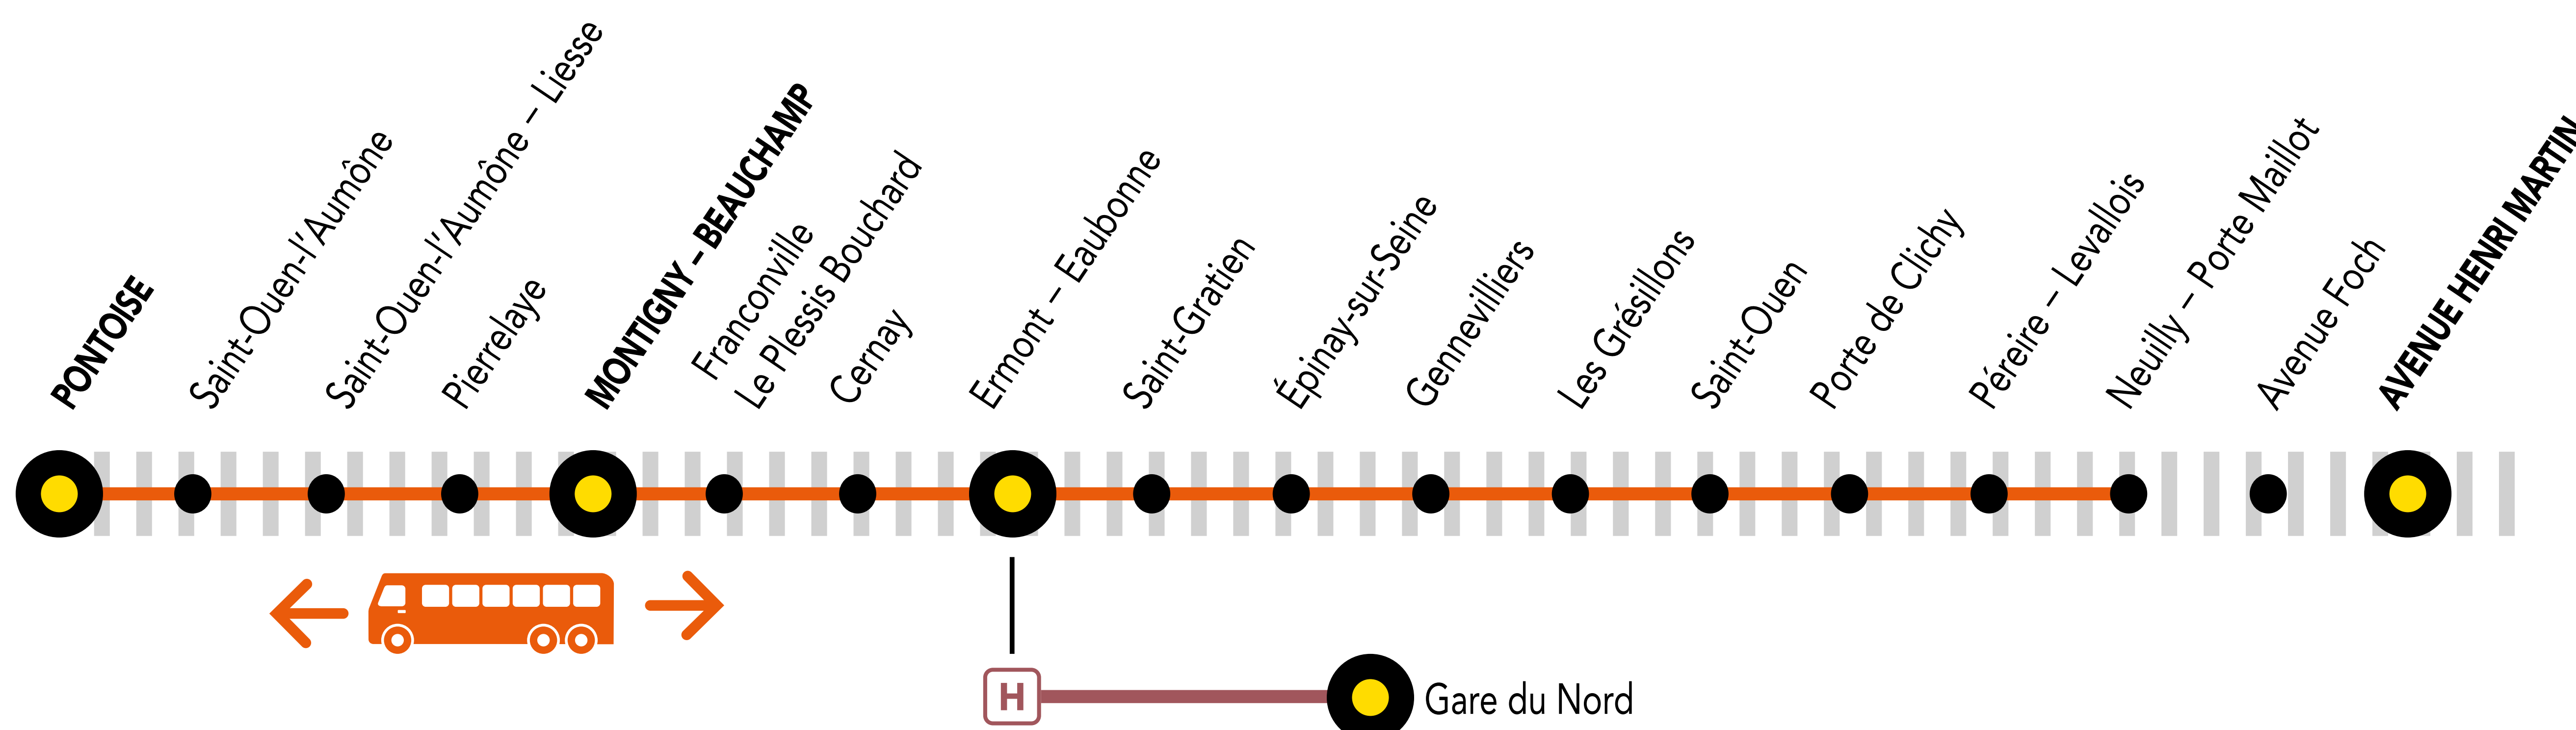 PONTOISE
Saint-Ouen-l'Aumône
Saint-Ouen-l'Aumône – Liesse
Pierrelaye
MONTIGNY – BEAUCHAMP
Franconville
Le Plessis Bouchard
Cernay
Ermont – Eaubonne
Saint-Gratien
Épinay-sur-Seine
Gennevilliers
Les Grésillons
Saint-Ouen
Porte de Clichy
Péreire – Levallois
Neuilly – Porte Maillot
Avenue Foch
AVENUE HENRI MARTIN
H
Gare du Nord